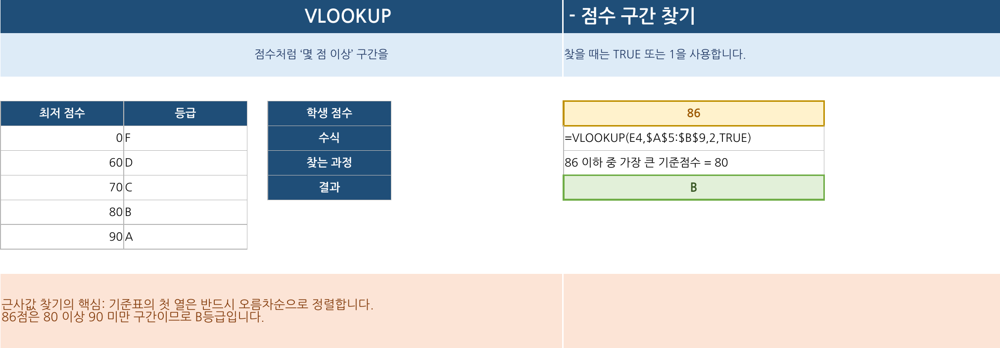 VLOOKUP - 점수 구간 찾기
점수처럼 ‘몇 점 이상’ 구간을 찾을 때는 TRUE 또는 1을 사용합니다.
최저 점수 등급 학생 점수 86
0 F 수식 =VLOOKUP(E4,$A$5:$B$9,2,TRUE)
60 D 찾는 과정 86 이하 중 가장 큰 기준점수 = 80
70 C 결과 B
80 B
90 A
근사값 찾기의 핵심: 기준표의 첫 열은 반드시 오름차순으로 정렬합니다.
86점은 80 이상 90 미만 구간이므로 B등급입니다.